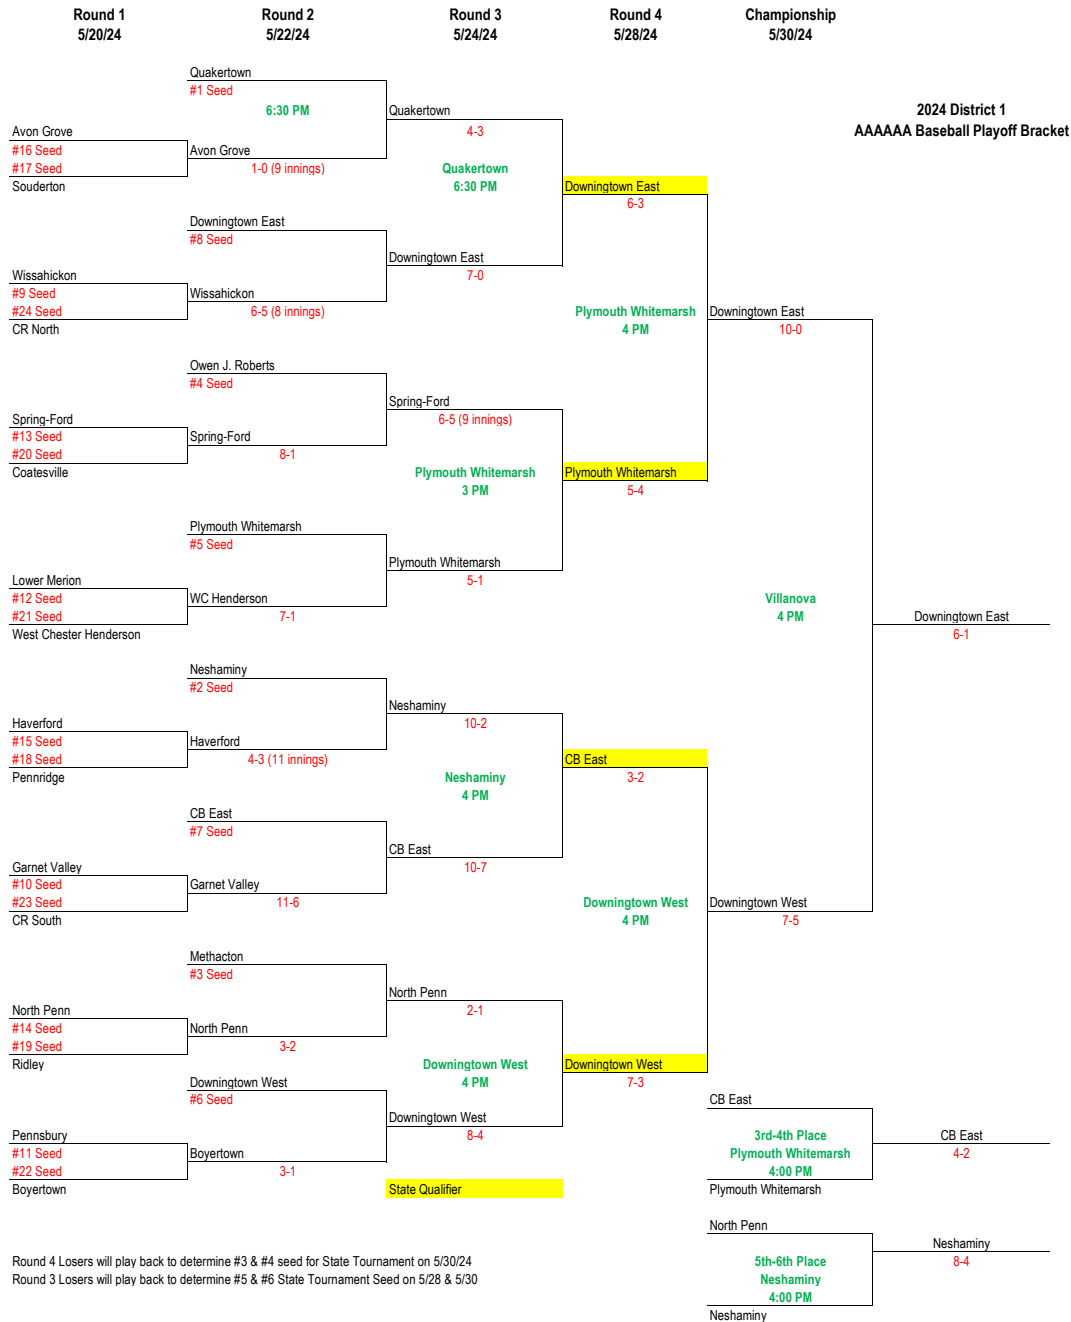 Round 1
5/20/24
Round 2
5/22/24
Round 3
5/24/24
Round 4
5/28/24
Championship
5/30/24
2024 District 1
AAAAAA Baseball Playoff Bracket
Avon Grove
#16 Seed
#17 Seed
Souderton
Wissahickon
#9 Seed
#24 Seed
CR North
Spring-Ford
#13 Seed
#20 Seed
Coatesville
Lower Merion
#12 Seed
#21 Seed
West Chester Henderson
Haverford
#15 Seed
#18 Seed
Pennridge
Garnet Valley
#10 Seed
#23 Seed
CR South
North Penn
#14 Seed
#19 Seed
Ridley
Pennsbury
#11 Seed
#22 Seed
Boyertown
Quakertown
#1 Seed
6:30 PM
Avon Grove
1-0 (9 innings)
Downingtown East
#8 Seed
Wissahickon
6-5 (8 innings)
Owen J. Roberts
#4 Seed
Spring-Ford
8-1
Plymouth Whitemarsh
#5 Seed
WC Henderson
7-1
Neshaminy
#2 Seed
Haverford
4-3 (11 innings)
CB East
#7 Seed
Garnet Valley
11-6
Methacton
#3 Seed
North Penn
3-2
Downingtown West
#6 Seed
Boyertown
3-1
Quakertown
4-3
Quakertown
6:30 PM
Downingtown East
7-0
Spring-Ford
6-5 (9 innings)
Plymouth Whitemarsh
3 PM
Plymouth Whitemarsh
5-1
Neshaminy
10-2
Neshaminy
4 PM
CB East
10-7
North Penn
2-1
Downingtown West
4 PM
Downingtown West
8-4
State Qualifier
Downingtown East
6-3
Plymouth Whitemarsh
4 PM
Plymouth Whitemarsh
5-4
CB East
3-2
Downingtown West
4 PM
Downingtown West
7-3
Downingtown East
10-0
Villanova
4 PM
Downingtown West
7-5
Downingtown East
6-1
CB East
3rd-4th Place
Plymouth Whitemarsh
4:00 PM
Plymouth Whitemarsh
CB East
4-2
North Penn
5th-6th Place
Neshaminy
4:00 PM
Neshaminy
Neshaminy
8-4
Round 4 Losers will play back to determine #3 & #4 seed for State Tournament on 5/30/24
Round 3 Losers will play back to determine #5 & #6 State Tournament Seed on 5/28 & 5/30